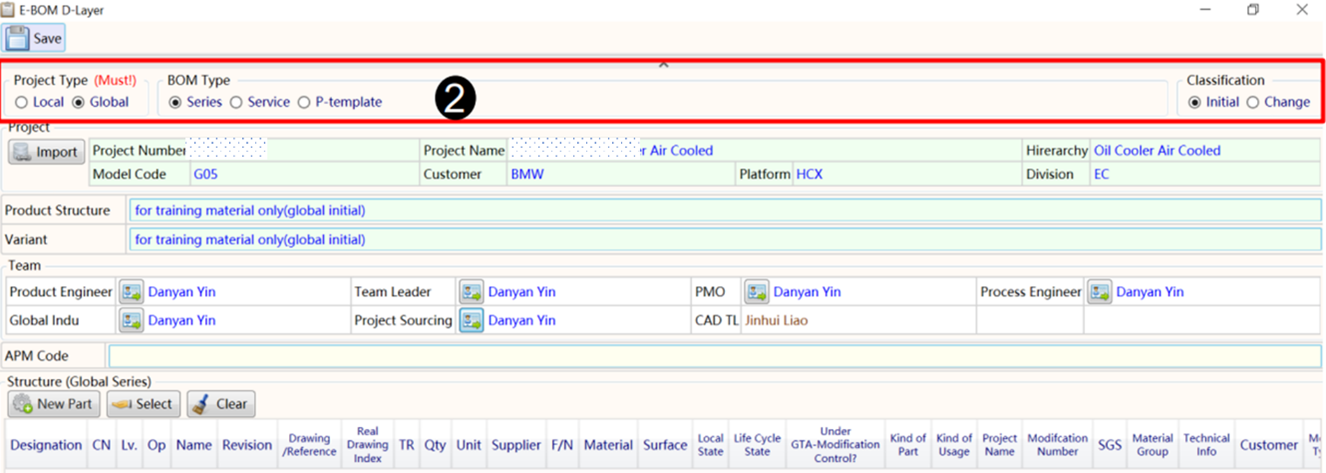 E-BOM D-Layer
Save
Project Type (Must!) BOM Type Classification
Local Global Series Service P-template 2 Initial Change
Project
Import Project Number Project Name r Air Cooled Hirerarchy Oil Cooler Air Cooled
Model Code G05 Customer BMW Platform HCX Division EC
Product Structure for training material only(global initial)
Variant for training material only(global initial)
Team
Product Engineer Danyan Yin Team Leader Danyan Yin PMO Danyan Yin Process Engineer Danyan Yin
Global Indu Danyan Yin Project Sourcing Danyan Yin CAD TL Jinhui Liao
APM Code
Structure (Global Series)
New Part Select Clear
Designation CN Lv. Op Name Revision Drawing /Reference Real Drawing Index TR Qty Unit Supplier F/N Material Surface Local State Life Cycle State Under GTA-Modification Control? Kind of Part Kind of Usage Project Name Modifcation Number SGS Material Group Technical Info Customer